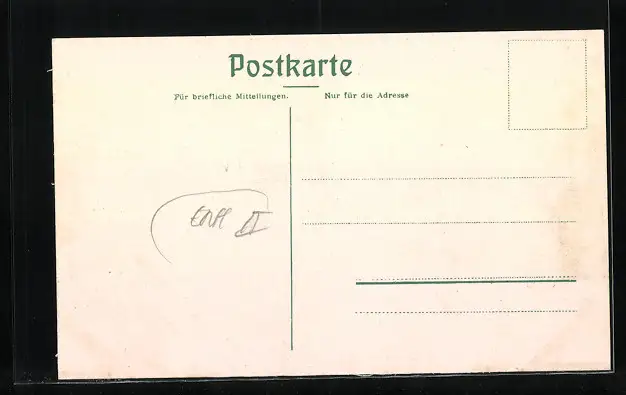 Postkarte
Für briefliche Mitteilungen.
Nur für die Adresse